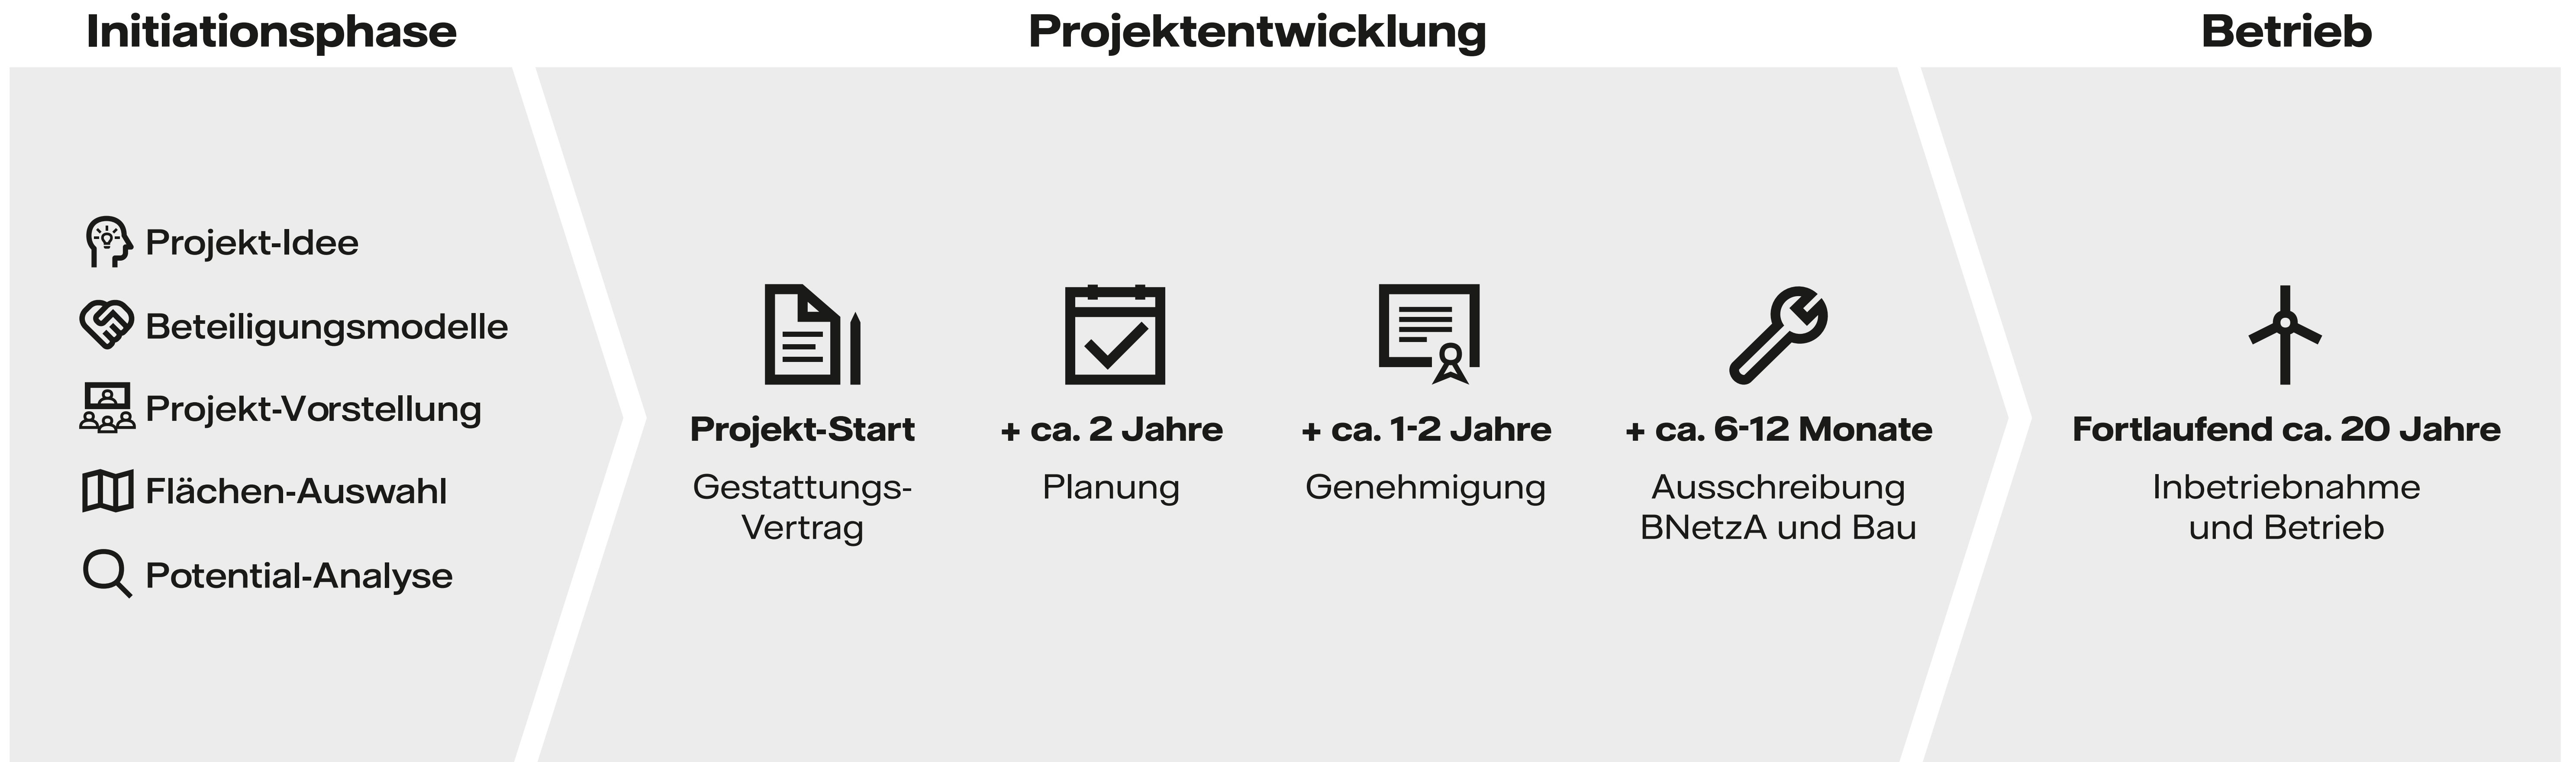 Initiationsphase
Projekt-Idee
Beteiligungsmodelle
Projekt-Vorstellung
Flächen-Auswahl
Potential-Analyse
Projektentwicklung
Projekt-Start
Gestattungs-
Vertrag
+ ca. 2 Jahre
Planung
+ ca. 1-2 Jahre
Genehmigung
+ ca. 6-12 Monate
Ausschreibung
BNetzA und Bau
Betrieb
Fortlaufend ca. 20 Jahre
Inbetriebnahme
und Betrieb